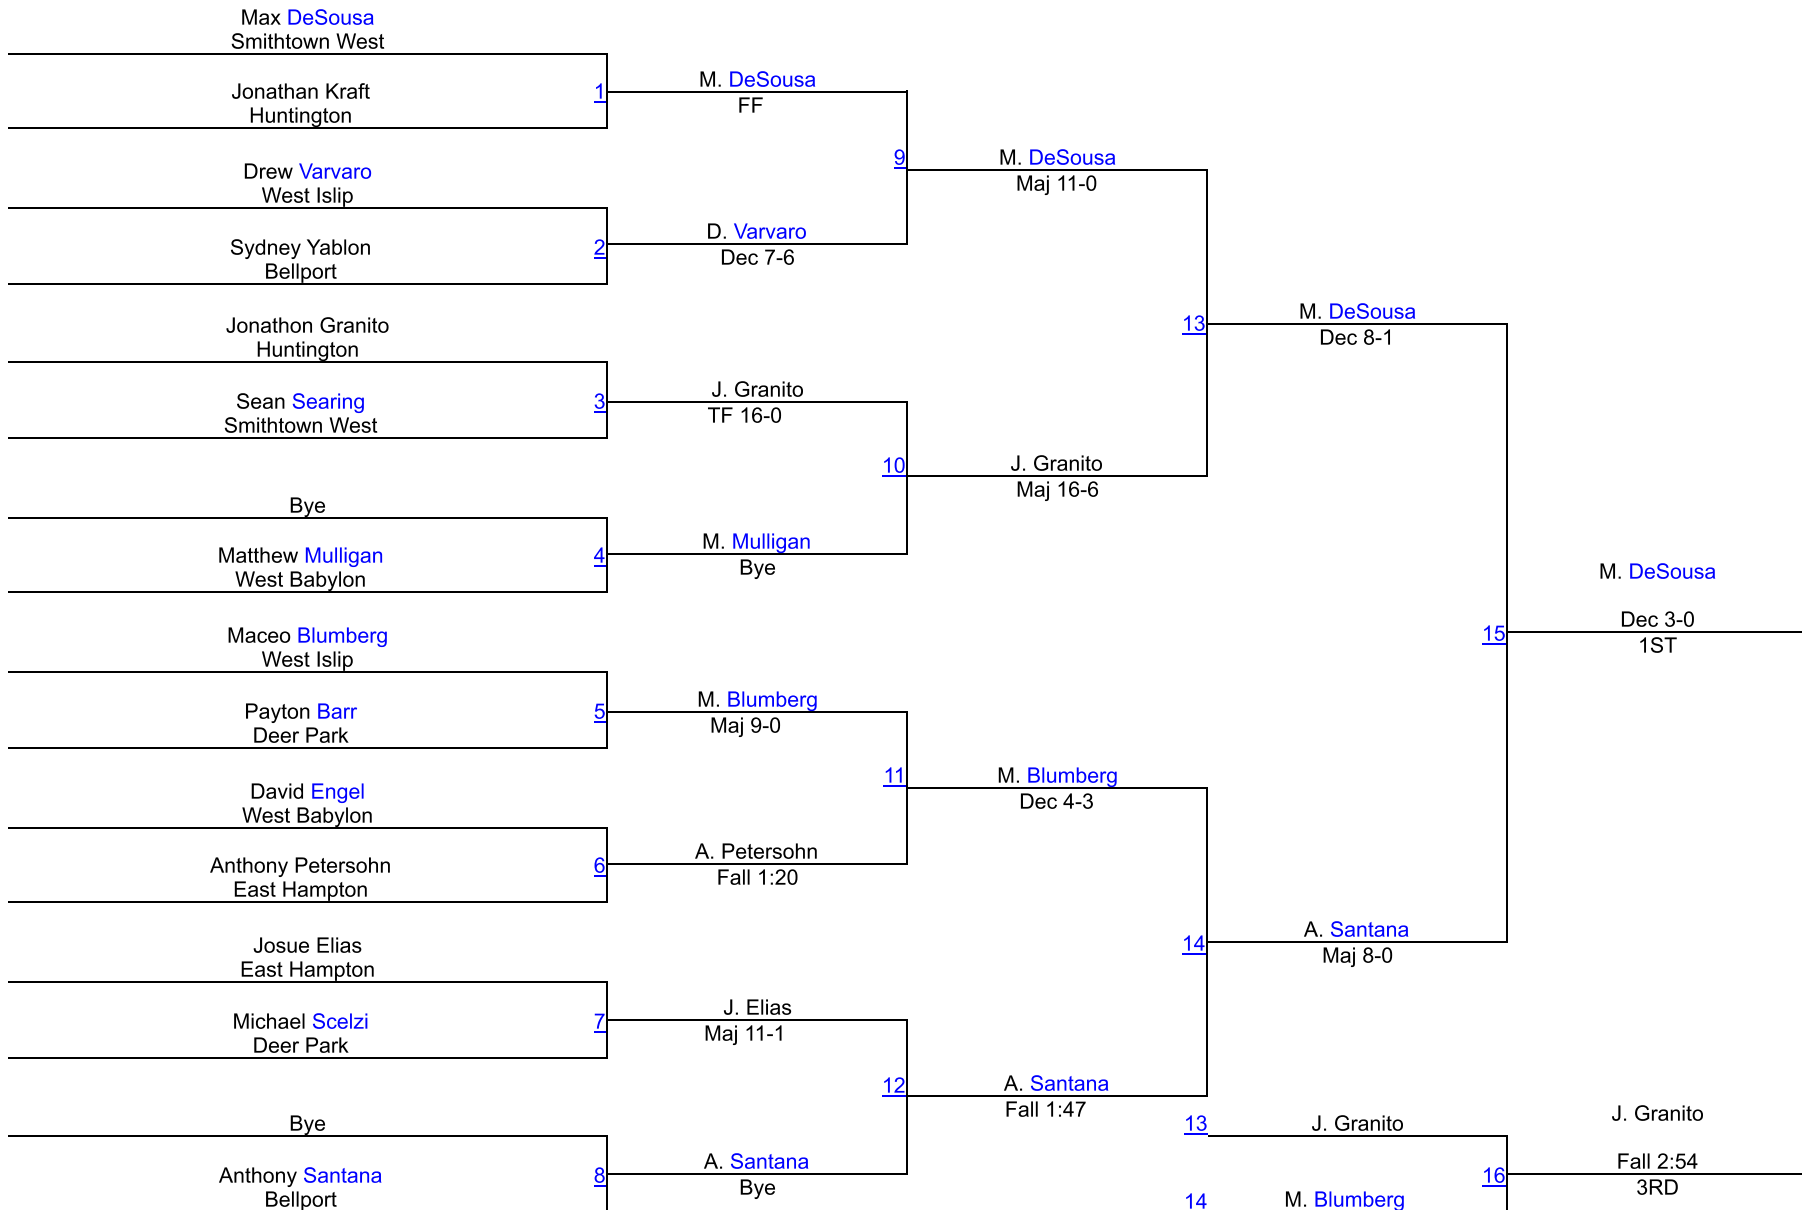 Max DeSousa
Smithtown West
Jonathan Kraft
Huntington
1
M. DeSousa
FF
Drew Varvaro
West Islip
Sydney Yablon
Bellport
2
D. Varvaro
Dec 7-6
9
M. DeSousa
Maj 11-0
Jonathon Granito
Huntington
Sean Searing
Smithtown West
3
J. Granito
TF 16-0
Bye
Matthew Mulligan
West Babylon
4
M. Mulligan
Bye
10
J. Granito
Maj 16-6
13
M. DeSousa
Dec 8-1
Maceo Blumberg
West Islip
Payton Barr
Deer Park
5
M. Blumberg
Maj 9-0
David Engel
West Babylon
Anthony Petersohn
East Hampton
6
A. Petersohn
Fall 1:20
11
M. Blumberg
Dec 4-3
Josue Elias
East Hampton
Michael Scelzi
Deer Park
7
J. Elias
Maj 11-1
Bye
Anthony Santana
Bellport
8
A. Santana
Bye
12
A. Santana
Fall 1:47
14
A. Santana
Maj 8-0
15
M. DeSousa
Dec 3-0
1ST
13
J. Granito
14
M. Blumberg
16
J. Granito
Fall 2:54
3RD